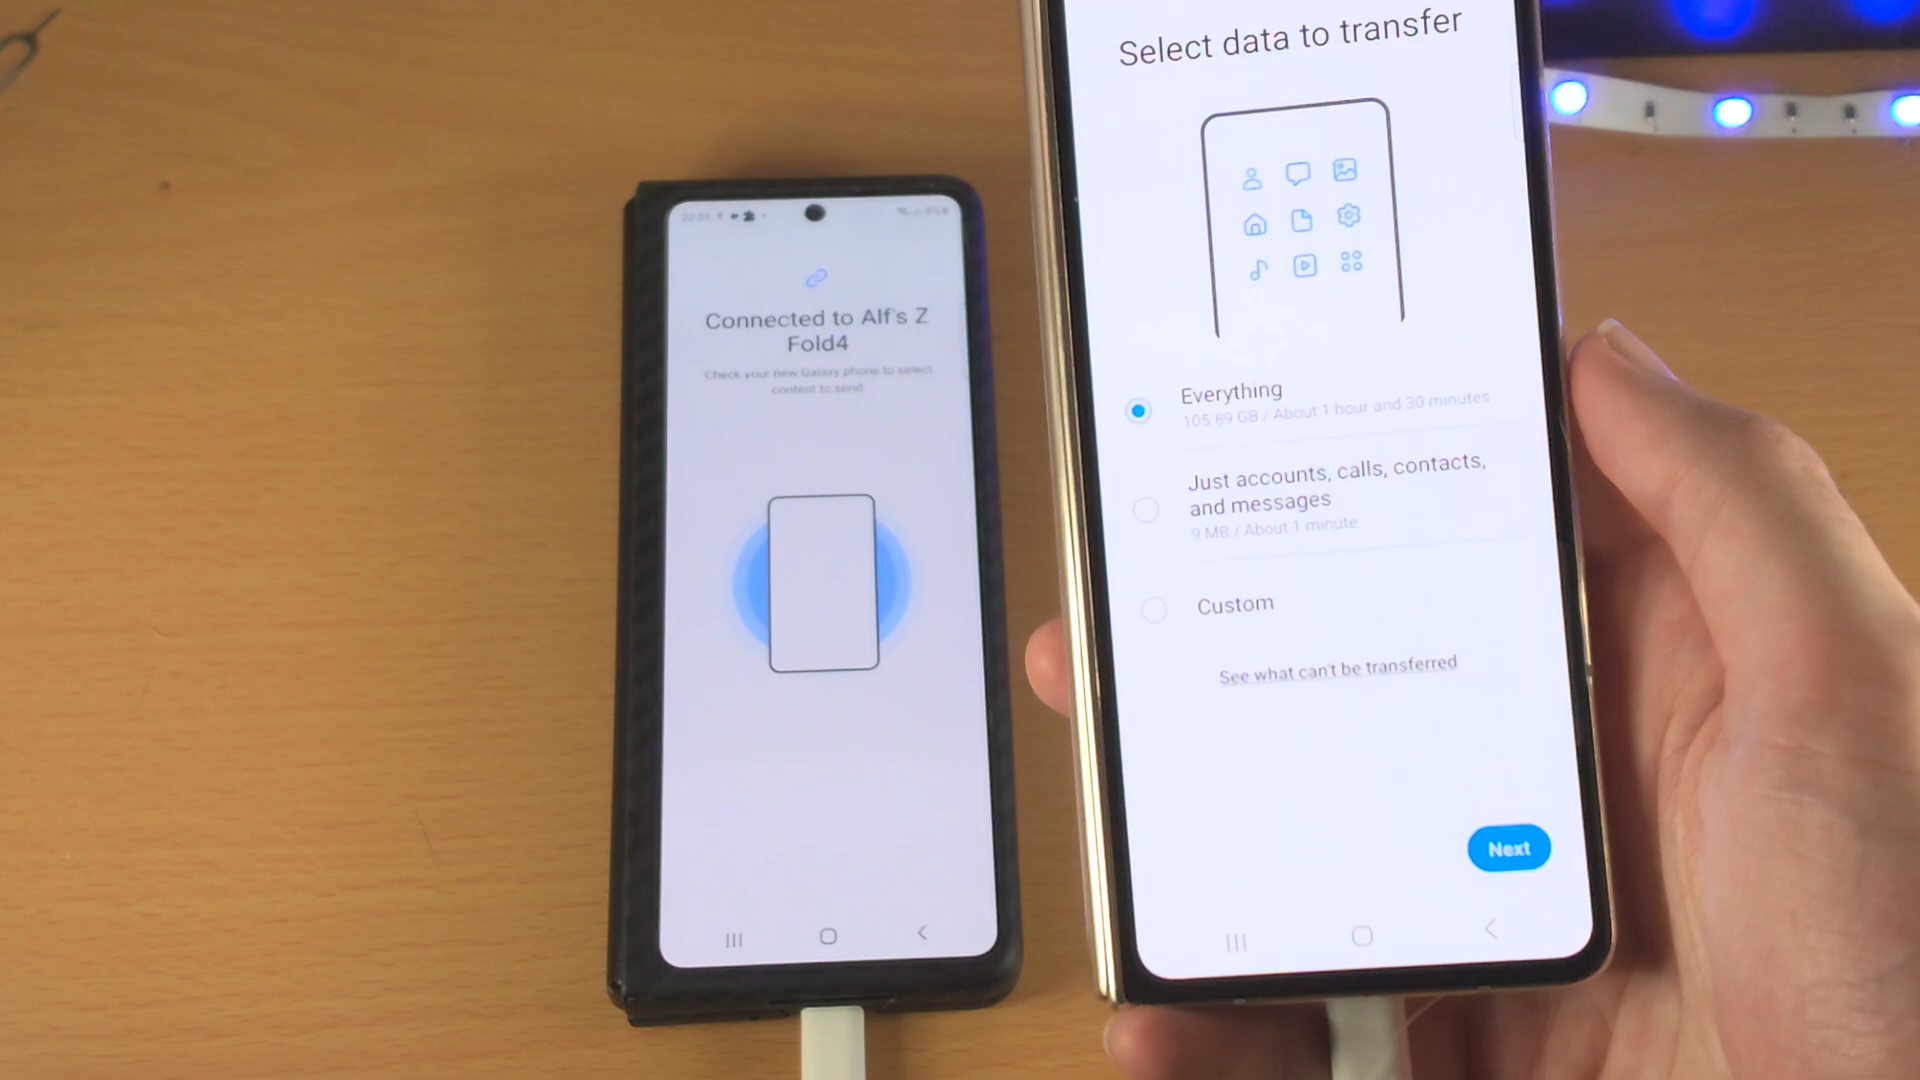 Connected to Alf's Z
Fold4
Check your new Galaxy phone to select
content to send.
Select data to transfer
Everything
105.89 GB / About 1 hour and 30 minutes
Just accounts, calls, contacts,
and messages
9 MB / About 1 minute
Custom
See what can't be transferred
Next